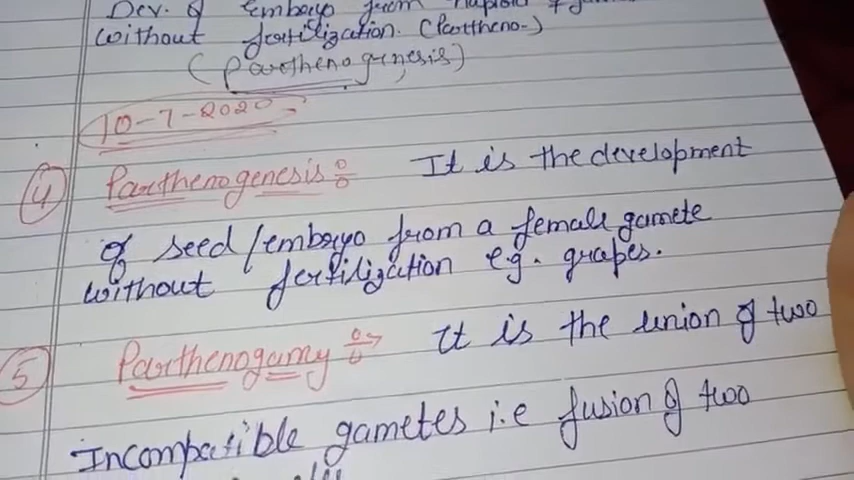 Dev. of embryo from haploid
without fertilization. (Partheno-)
(Parthenogenesis)
10-7-2020
4 Parthenogenesis:- It is the development
of seed/embryo from a female gamete
without fertilization eg. grapes.
5 Parthenogamy :-> It is the union of two
Incompatible gametes i.e fusion of two